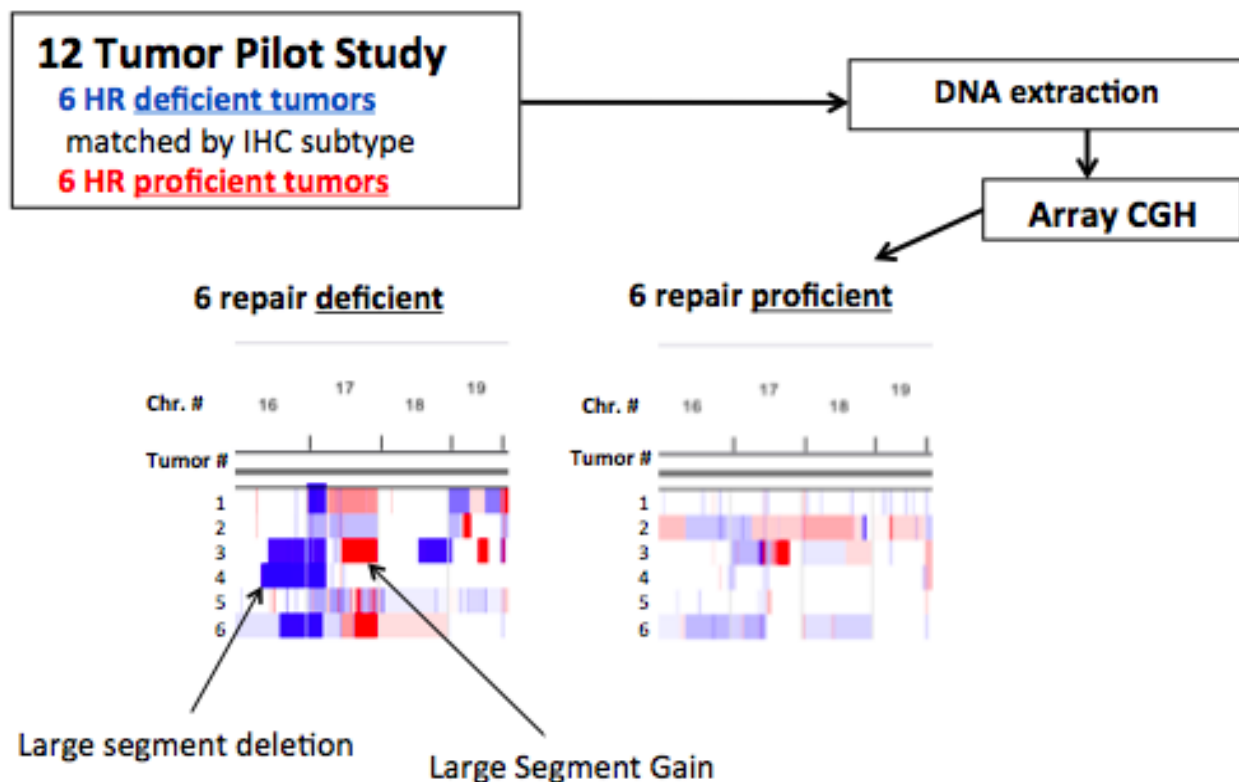 12 Tumor Pilot Study
6 HR deficient tumors
matched by IHC subtype
6 HR proficient tumors
DNA extraction
Array CGH
6 repair deficient
6 repair proficient
Chr. # 16 17 18 19
Chr. # 16 17 18 19
Tumor #
Tumor #
1
2
3
4
5
6
1
2
3
4
5
6
Large segment deletion
Large Segment Gain